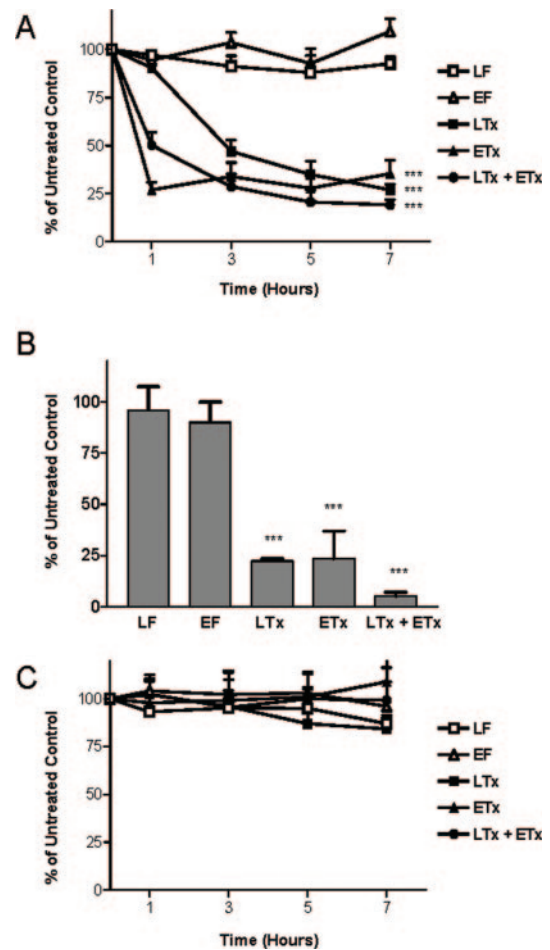 A
% of Untreated Control
100
75
50
25
0
1 3 5 7
Time (Hours)
LF
EF
LTx
ETx
LTx + ETx
***
***
***
B
% of Untreated Control
100
75
50
25
0
***
***
***
LF EF LTx ETx LTx + ETx
C
% of Untreated Control
100
75
50
25
0
1 3 5 7
Time (Hours)
LF
EF
LTx
ETx
LTx + ETx